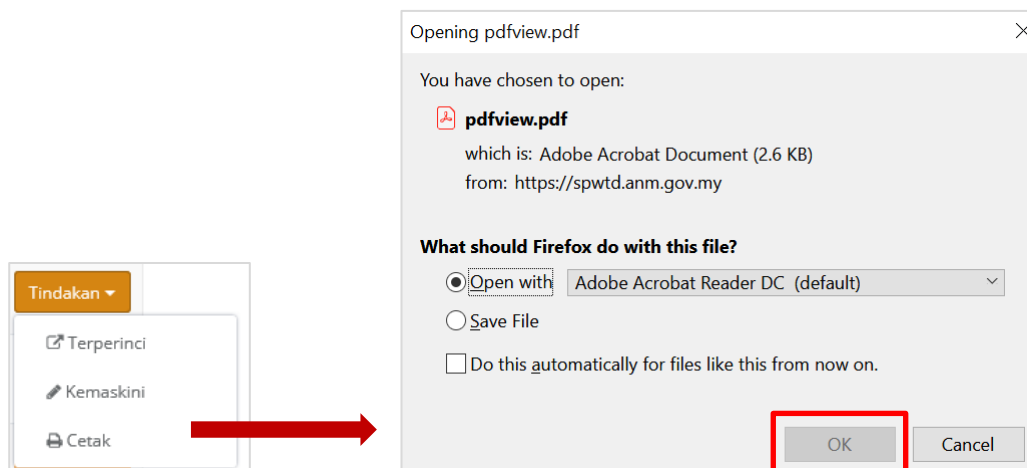 Opening pdfview.pdf
You have chosen to open:
pdfview.pdf
which is: Adobe Acrobat Document (2.6 KB)
from: https://spwtd.anm.gov.my
What should Firefox do with this file?
Open with Adobe Acrobat Reader DC (default)
Save File
Do this automatically for files like this from now on.
OK Cancel
Tindakan
Terperinci
Kemaskini
Cetak